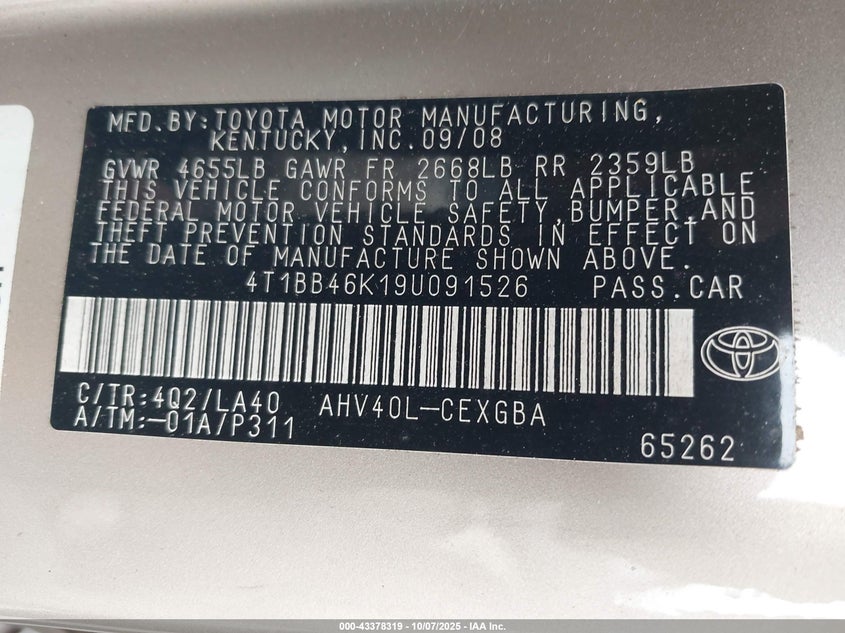 MFD.BY:TOYOTA MOTOR MANUFACTURING,
KENTUCKY,INC.09/08
GVWR 4655LB GAWR FR 2668LB RR 2359LB
THIS VEHICLE CONFORMS TO ALL APPLICABLE
FEDERAL MOTOR VEHICLE SAFETY,BUMPER,AND
THEFT PREVENTION STANDARDS IN EFFECT ON
THE DATE OF MANUFACTURE SHOWN ABOVE.
4T1BB46K19U091526 PASS.CAR
C/TR:4Q2/LA40 AHV40L-CEXGBA
A/TM:-01A/P311
65262
000-43378319 - 10/07/2025 - IAA Inc.